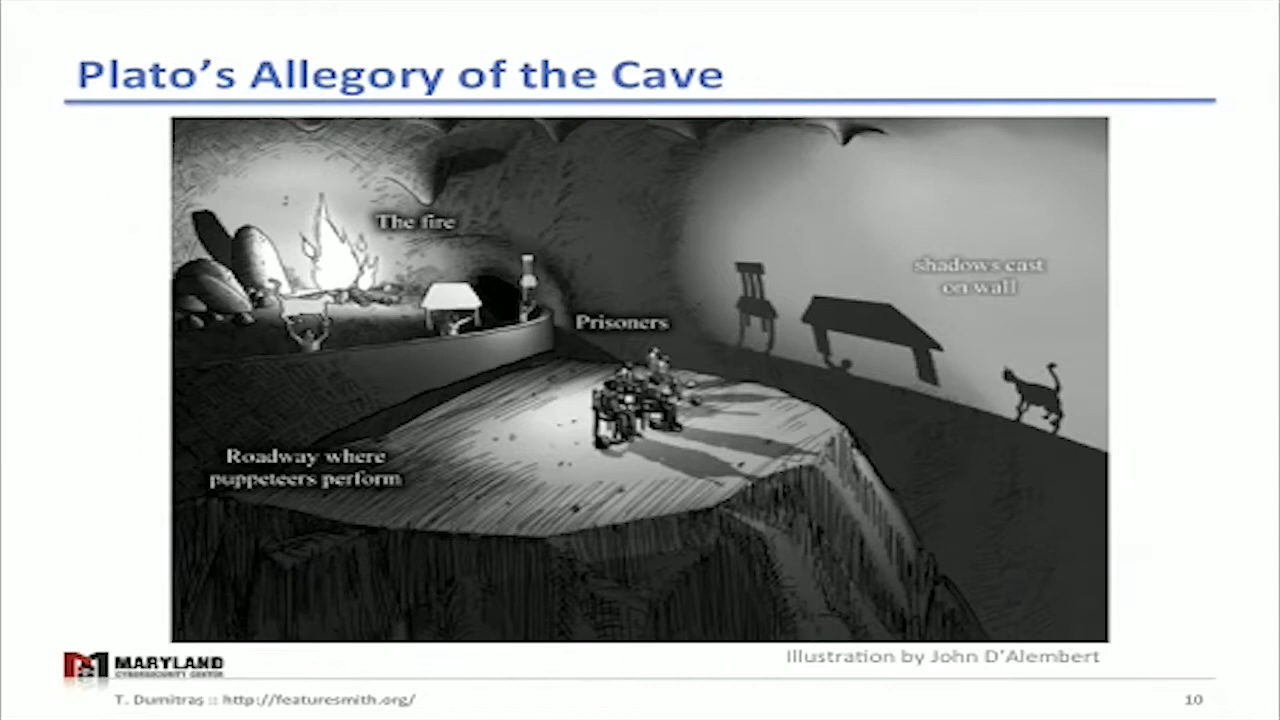 Plato's Allegory of the Cave
The fire
shadows cast
on wall
Prisoners
Roadway where
puppeteers perform
Illustration by John D'Alembert
MARYLAND
CYBERSECURITY CENTER
T. Dumitraș :: http://featuresmith.org/
10